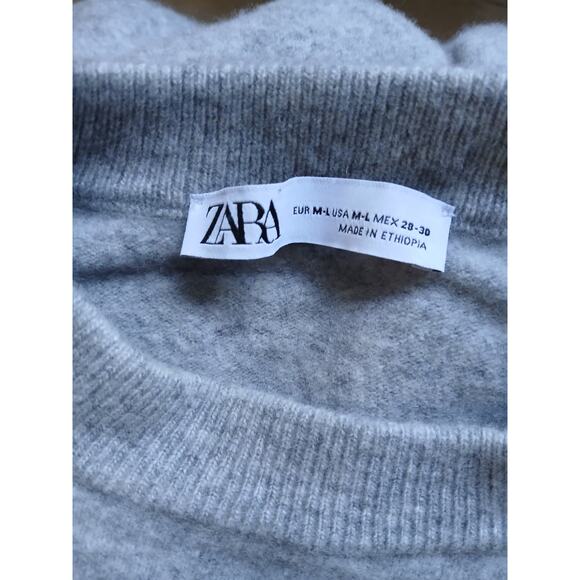 ZARA
EUR M-L USA M-L MEX 28-30
MADE IN ETHIOPIA